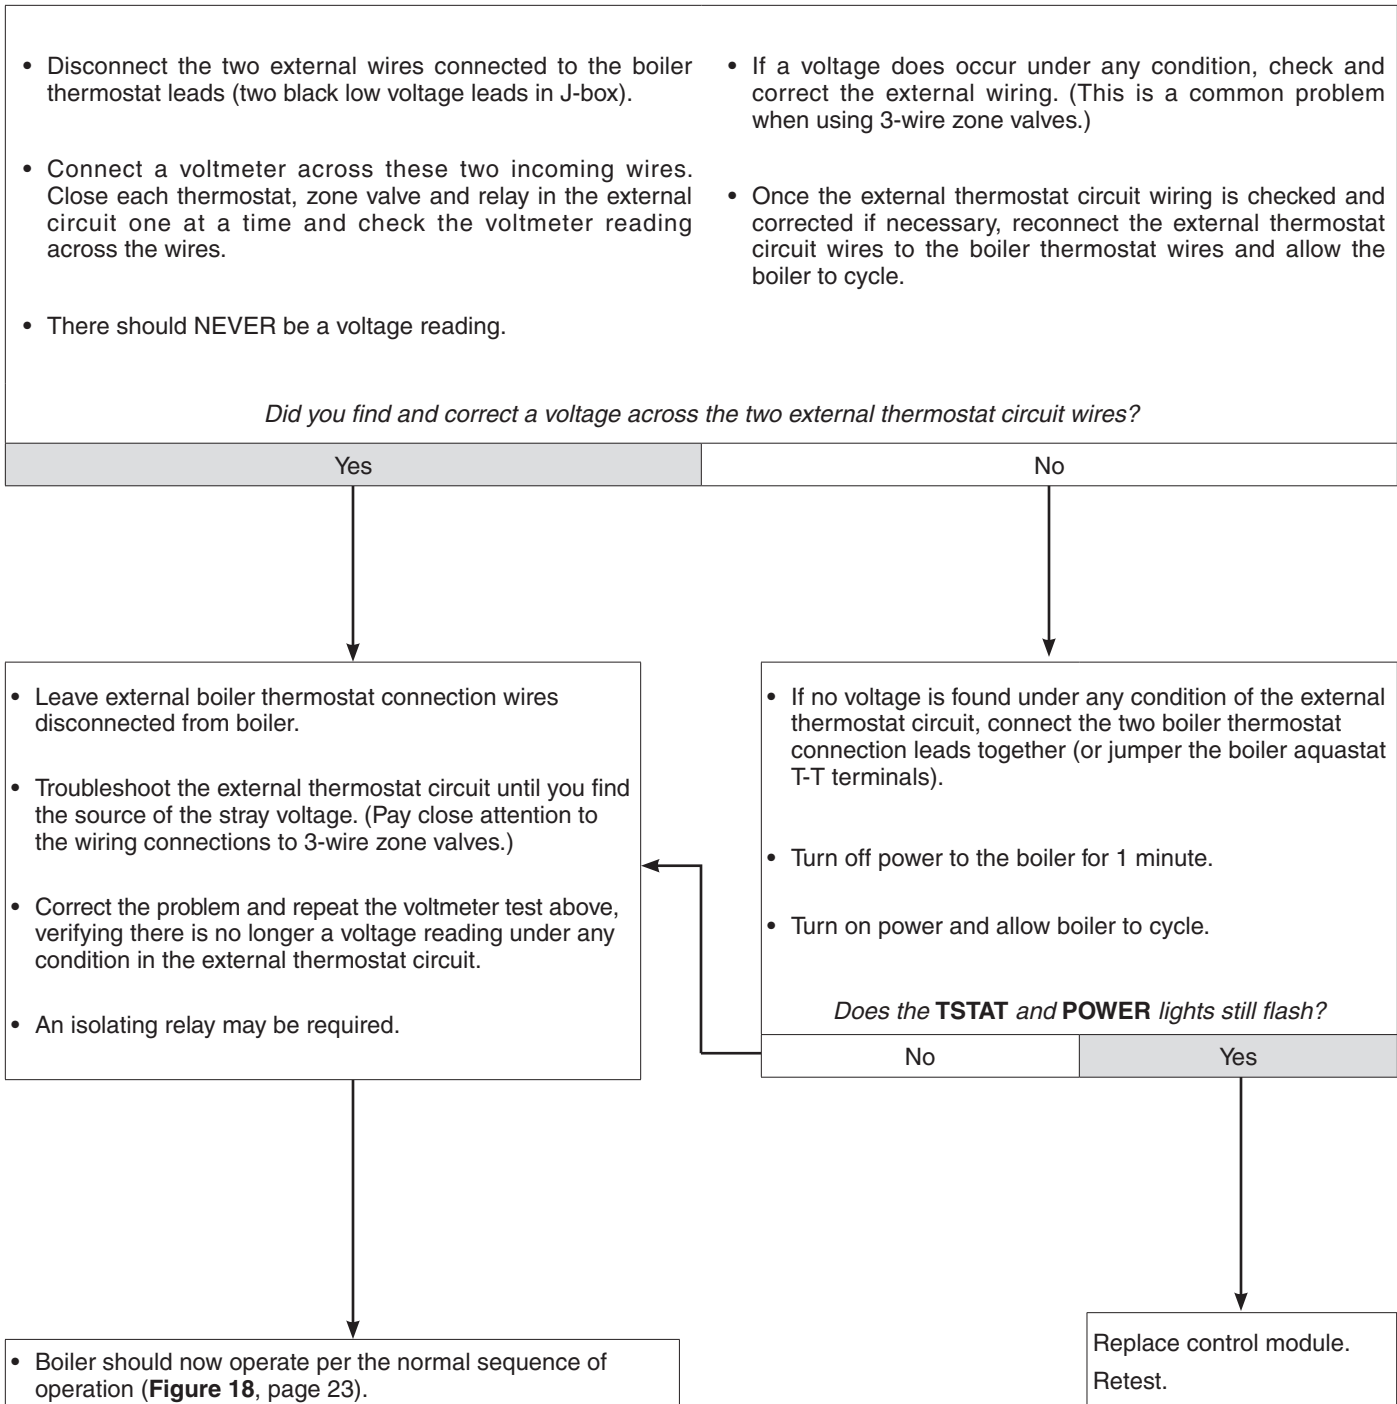 • Disconnect the two external wires connected to the boiler
thermostat leads (two black low voltage leads in J-box).
• Connect a voltmeter across these two incoming wires.
Close each thermostat, zone valve and relay in the external
circuit one at a time and check the voltmeter reading
across the wires.
• There should NEVER be a voltage reading.
• If a voltage does occur under any condition, check and
correct the external wiring. (This is a common problem
when using 3-wire zone valves.)
• Once the external thermostat circuit wiring is checked and
corrected if necessary, reconnect the external thermostat
circuit wires to the boiler thermostat wires and allow the
boiler to cycle.
Did you find and correct a voltage across the two external thermostat circuit wires?
Yes
No
• Leave external boiler thermostat connection wires
disconnected from boiler.
• Troubleshoot the external thermostat circuit until you find
the source of the stray voltage. (Pay close attention to
the wiring connections to 3-wire zone valves.)
• Correct the problem and repeat the voltmeter test above,
verifying there is no longer a voltage reading under any
condition in the external thermostat circuit.
• An isolating relay may be required.
• If no voltage is found under any condition of the external
thermostat circuit, connect the two boiler thermostat
connection leads together (or jumper the boiler aquastat
T-T terminals).
• Turn off power to the boiler for 1 minute.
• Turn on power and allow boiler to cycle.
Does the TSTAT and POWER lights still flash?
No
Yes
• Boiler should now operate per the normal sequence of
operation (Figure 18, page 23).
Replace control module.
Retest.